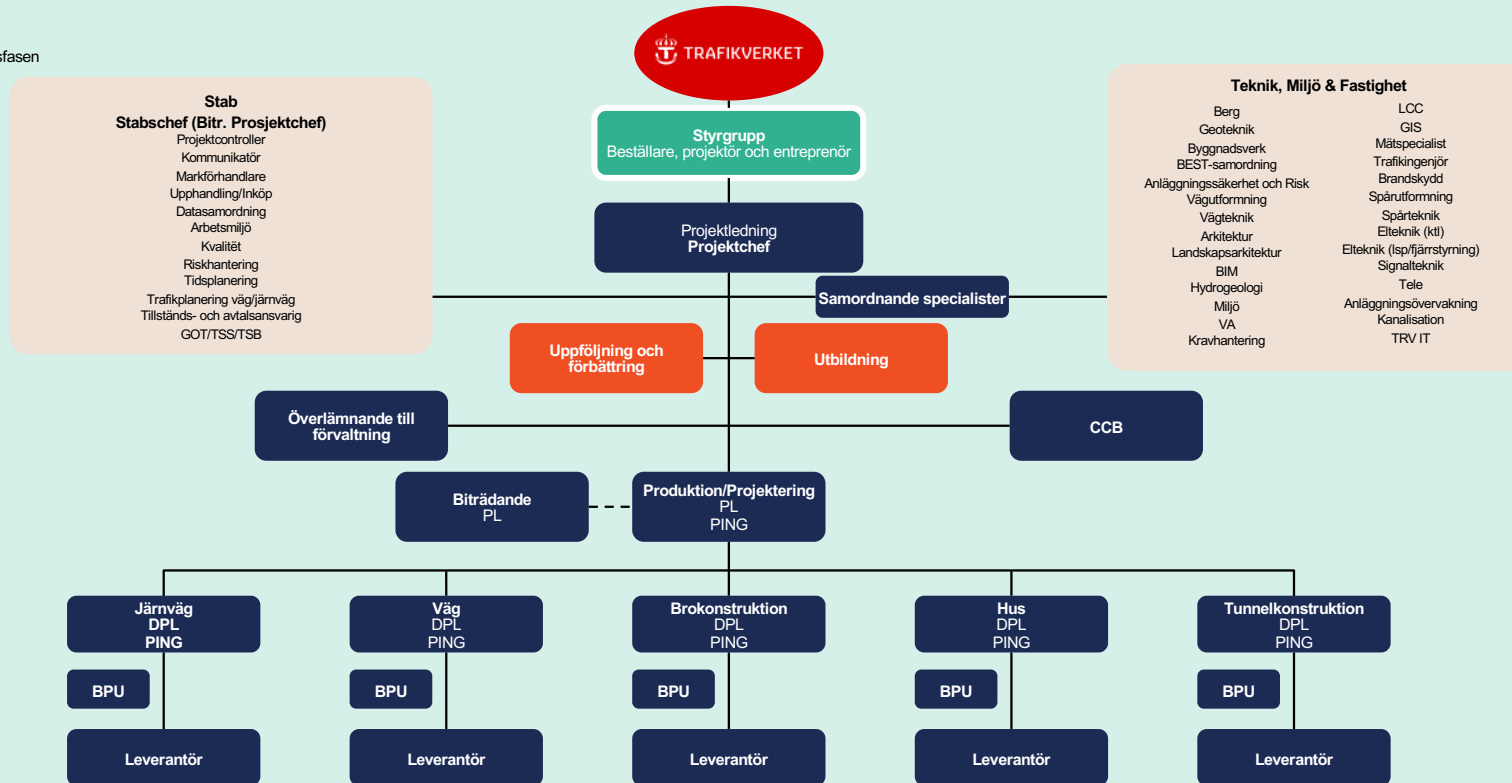 sfasen
TRAFIKVERKET
Stab
Stabschef (Bitr. Prosjektchef)
Projektcontroller
Kommunikatör
Markförhandlare
Upphandling/Inköp
Datasamordning
Arbetsmiljö
Kvalitët
Riskhantering
Tidsplanering
Trafikplanering väg/järnväg
Tillstånds- och avtalsansvarig
GOT/TSS/TSB
Styrgrupp
Beställare, projektör och entreprenör
Projektledning
Projektchef
Samordnande specialister
Teknik, Miljö & Fastighet
Berg
Geoteknik
Byggnadsverk
BEST-samordning
Anläggningssäkerhet och Risk
Vägutformning
Vägteknik
Arkitektur
Landskapsarkitektur
BIM
Hydrogeologi
Miljö
VA
Kravhantering
LCC
GIS
Mätspecialist
Trafikingenjör
Brandskydd
Spårutformning
Spårteknik
Elteknik (ktl)
Elteknik (lsp/fjärrstyrning)
Signalteknik
Tele
Anläggningsövervakning
Kanalisation
TRV IT
Uppföljning och
förbättring
Utbildning
Överlämnande till
förvaltning
CCB
Biträdande
PL
Produktion/Projektering
PL
PING
Järnväg
DPL
PING
Väg
DPL
PING
Brokonstruktion
DPL
PING
Hus
DPL
PING
Tunnelkonstruktion
DPL
PING
BPU
BPU
BPU
BPU
BPU
Leverantör
Leverantör
Leverantör
Leverantör
Leverantör